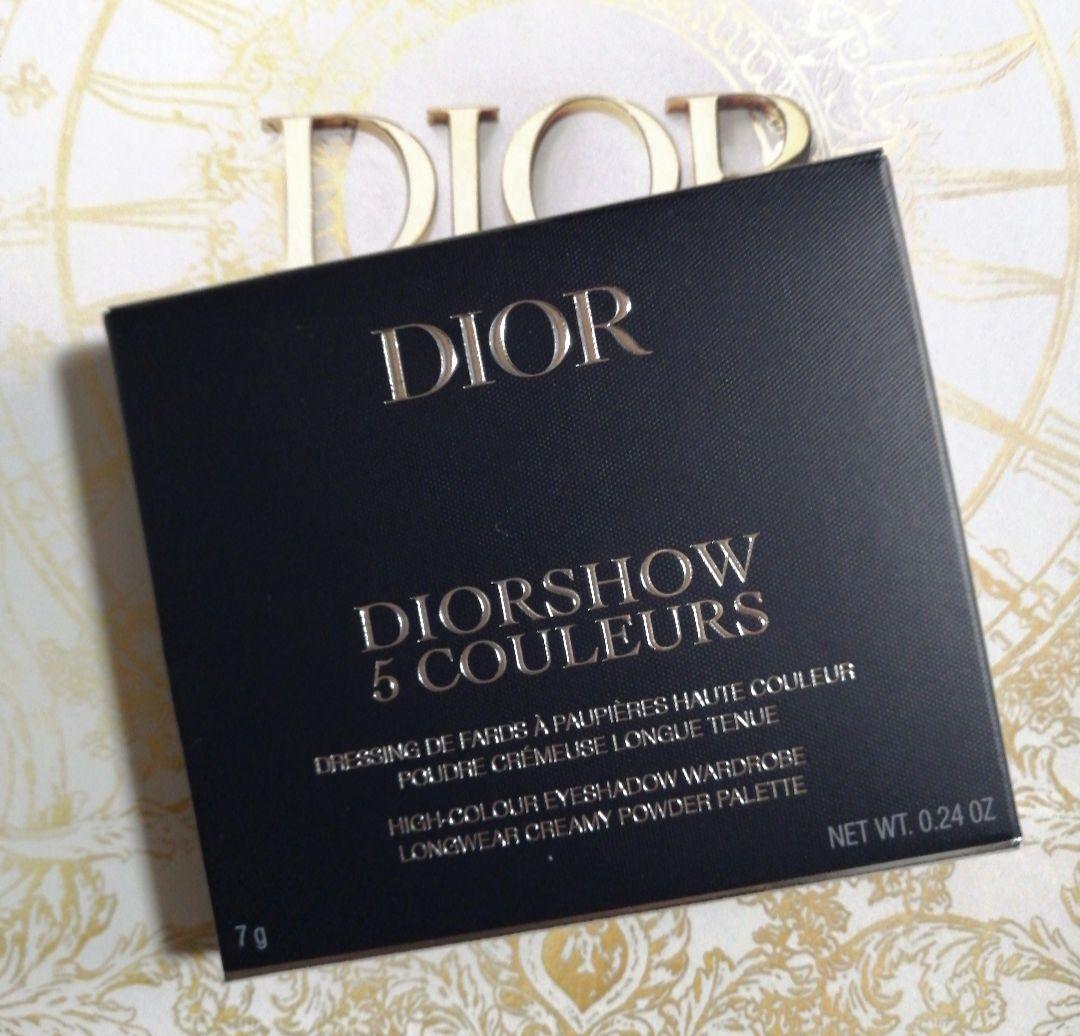 DIOR
DIOR
DIORSHOW
5 COULEURS
DRESSING DE FARDS À PAUPIÈRES HAUTE COULEUR
POUDRE CRÉMEUSE LONGUE TENUE
HIGH-COLOUR EYESHADOW WARDROBE
LONGWEAR CREAMY POWDER PALETTE
NET WT. 0.24 OZ
7 g